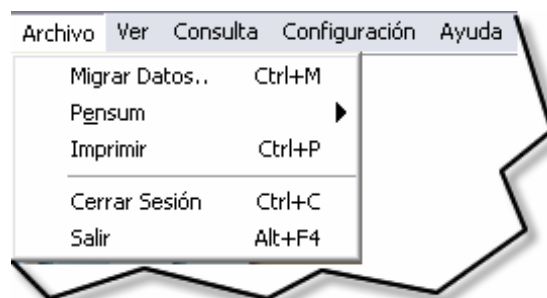 Archivo Ver Consulta Configuración Ayuda
Migrar Datos.. Ctrl+M
Pensum
Imprimir Ctrl+P
Cerrar Sesión Ctrl+C
Salir Alt+F4